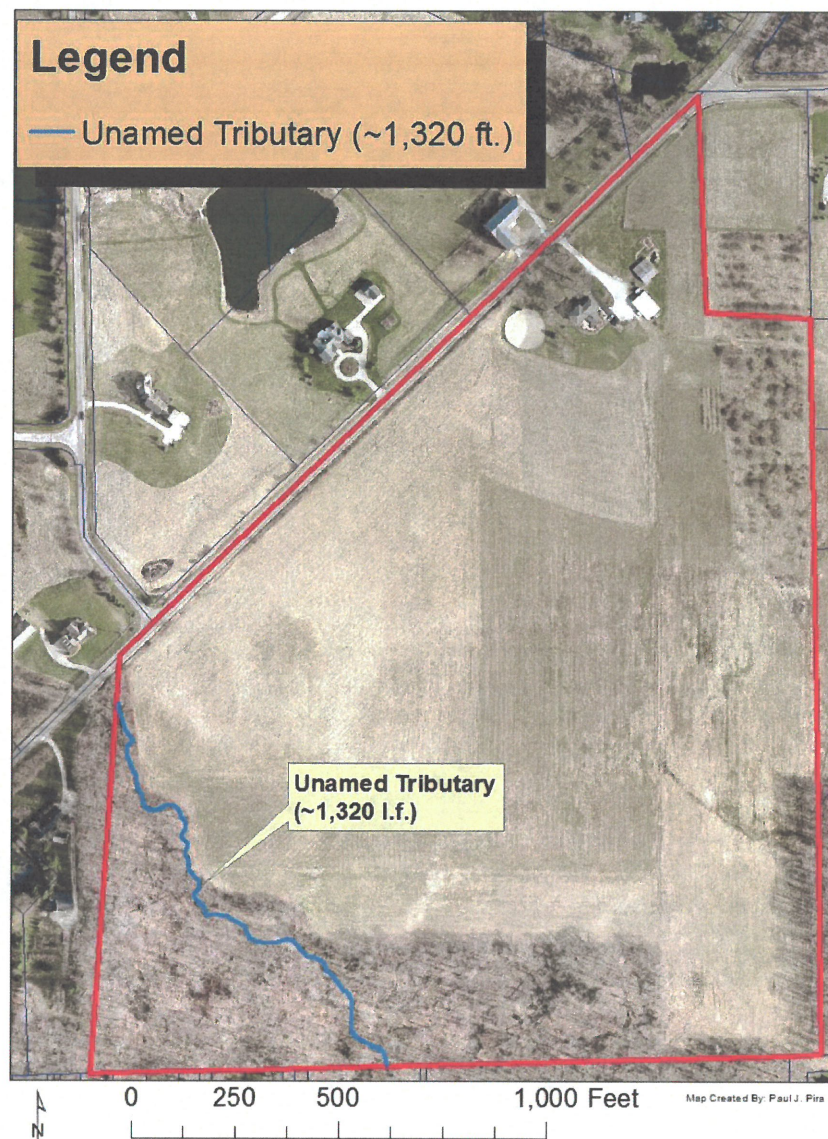 Legend
Unamed Tributary (~1,320 ft.)
Unamed Tributary
(~1,320 l.f.)
0 250 500 1,000 Feet
Map Created By: Paul J. Pira
N